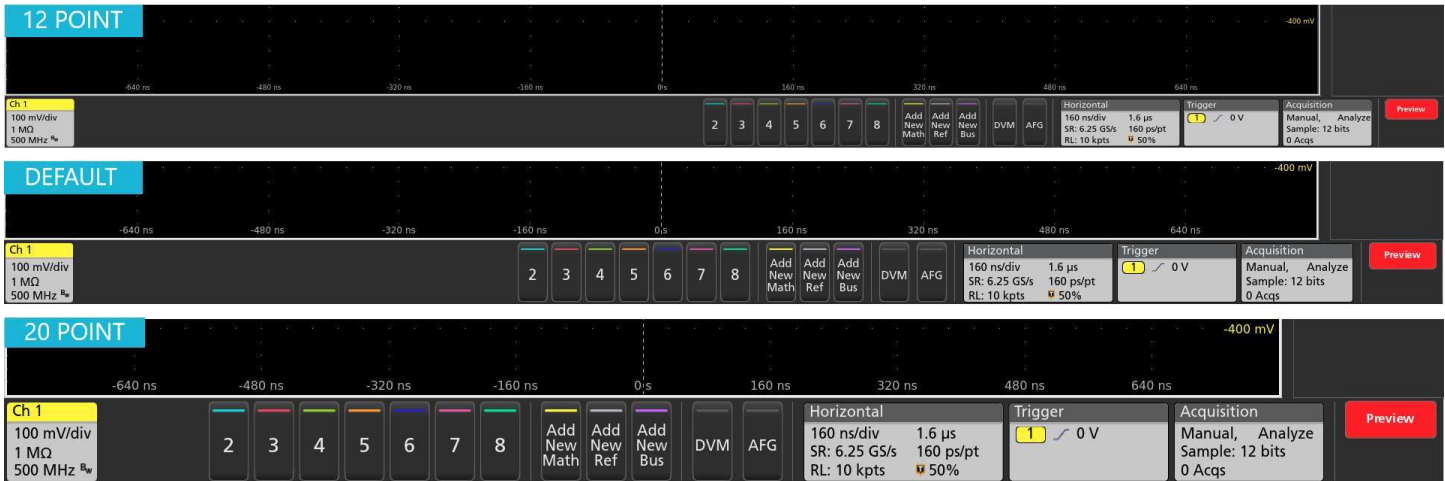 12 POINT
-400 mV
-640 ns -480 ns -320 ns -160 ns 0 s 160 ns 320 ns 480 ns 640 ns
Ch 1
100 mV/div
1 MΩ
500 MHz Bw
2 3 4 5 6 7 8
Add New Math
Add New Ref
Add New Bus
DVM AFG
Horizontal
160 ns/div 1.6 µs
SR: 6.25 GS/s 160 ps/pt
RL: 10 kpts 50%
Trigger
1 0 V
Acquisition
Manual, Analyze
Sample: 12 bits
0 Acqs
Preview
DEFAULT
-400 mV
-640 ns -480 ns -320 ns -160 ns 0 s 160 ns 320 ns 480 ns 640 ns
Ch 1
100 mV/div
1 MΩ
500 MHz Bw
2 3 4 5 6 7 8
Add New Math
Add New Ref
Add New Bus
DVM AFG
Horizontal
160 ns/div 1.6 µs
SR: 6.25 GS/s 160 ps/pt
RL: 10 kpts 50%
Trigger
1 0 V
Acquisition
Manual, Analyze
Sample: 12 bits
0 Acqs
Preview
20 POINT
-400 mV
-640 ns -480 ns -320 ns -160 ns 0 s 160 ns 320 ns 480 ns 640 ns
Ch 1
100 mV/div
1 MΩ
500 MHz Bw
2 3 4 5 6 7 8
Add New Math
Add New Ref
Add New Bus
DVM AFG
Horizontal
160 ns/div 1.6 µs
SR: 6.25 GS/s 160 ps/pt
RL: 10 kpts 50%
Trigger
1 0 V
Acquisition
Manual, Analyze
Sample: 12 bits
0 Acqs
Preview